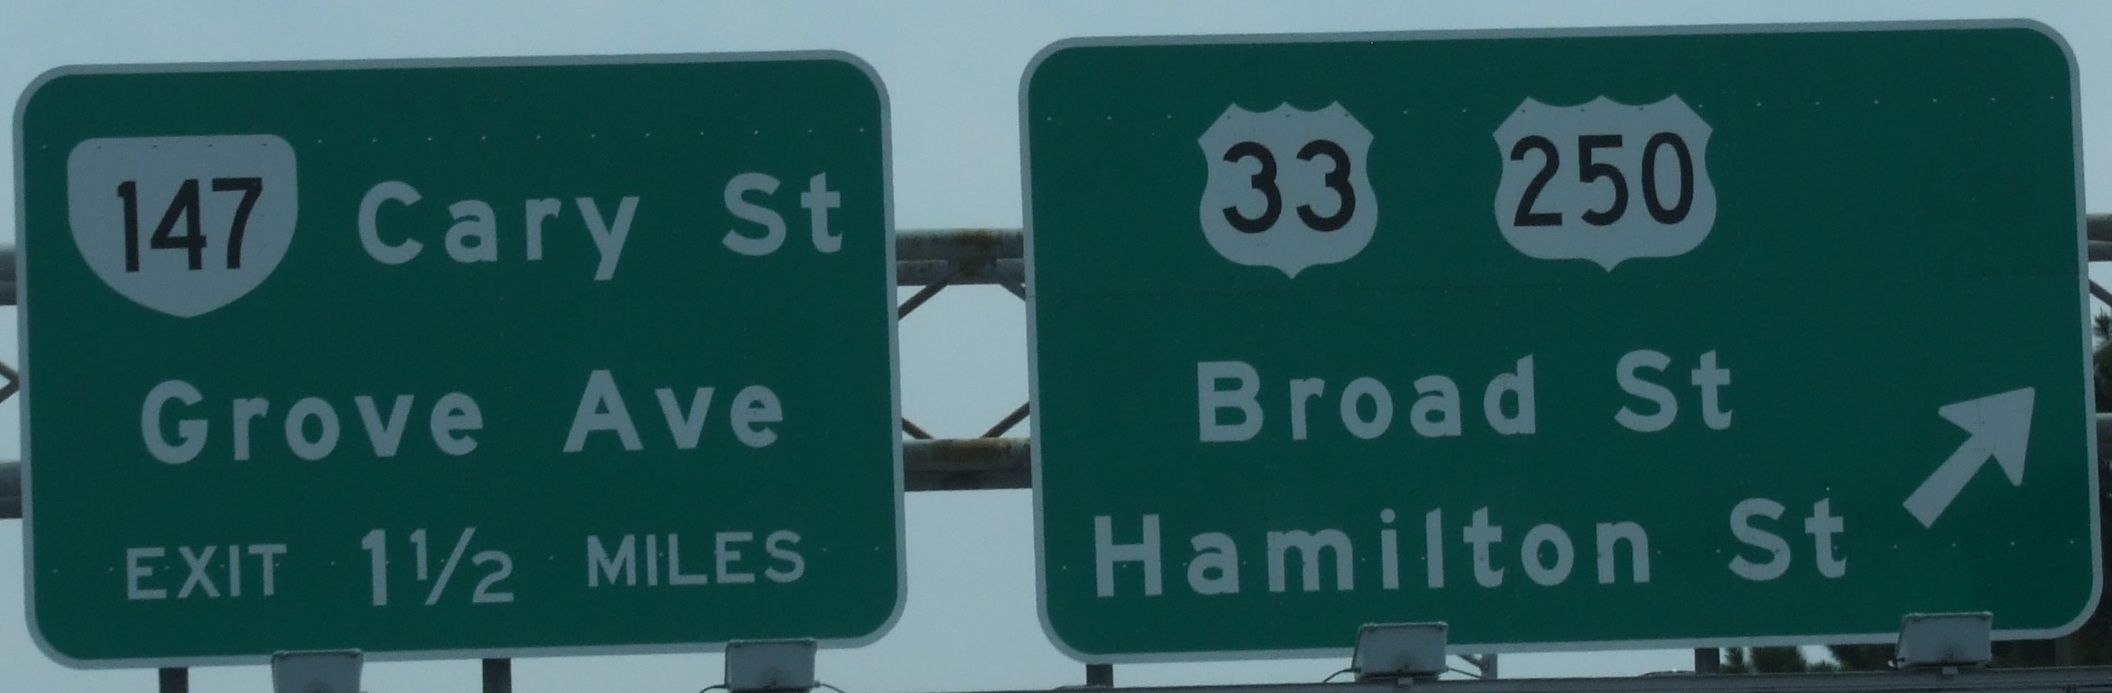 147 Cary St
Grove Ave
EXIT 1½ MILES
33 250
Broad St
Hamilton St